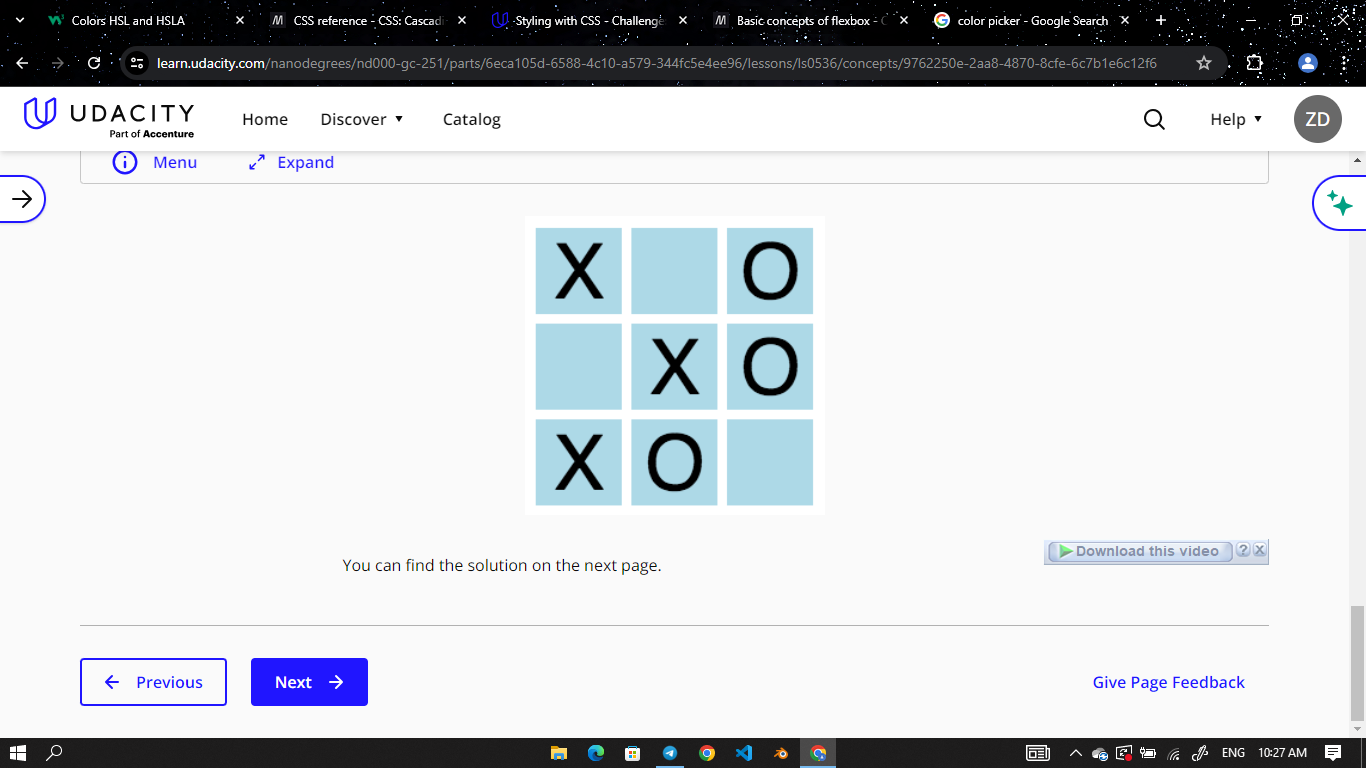 Colors HSL and HSLA
CSS reference - CSS: Cascadi
Styling with CSS - Challenge
Basic concepts of flexbox - C
color picker - Google Search
learn.udacity.com/nanodegrees/nd000-gc-251/parts/6eca105d-6588-4c10-a579-344fc5e4ee96/lessons/ls0536/concepts/9762250e-2aa8-4870-8cfe-6c7b1e6c12f6
UDACITY
Part of Accenture
Home
Discover
Catalog
Help
ZD
Menu
Expand
X O
X O
X O
Download this video
?
X
You can find the solution on the next page.
Previous
Next
Give Page Feedback
ENG
10:27 AM